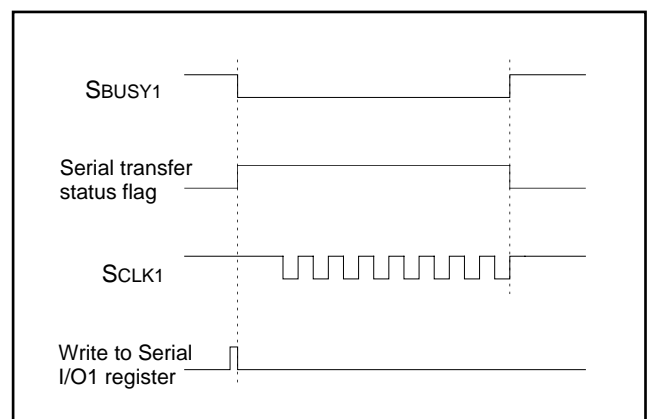 SBUSY1
Serial transfer
status flag
SCLK1
Write to Serial
I/O1 register